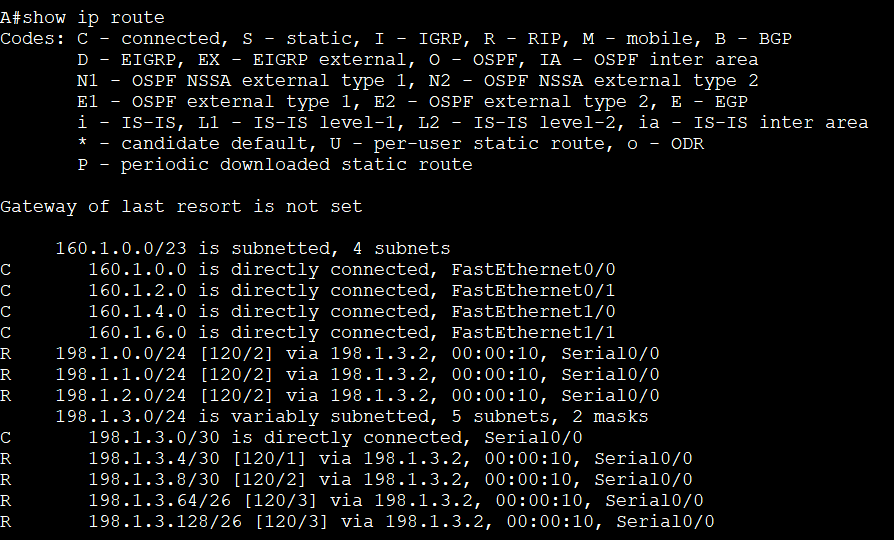 A#show ip route
Codes: C - connected, S - static, I - IGRP, R - RIP, M - mobile, B - BGP
       D - EIGRP, EX - EIGRP external, O - OSPF, IA - OSPF inter area
       N1 - OSPF NSSA external type 1, N2 - OSPF NSSA external type 2
       E1 - OSPF external type 1, E2 - OSPF external type 2, E - EGP
       i - IS-IS, L1 - IS-IS level-1, L2 - IS-IS level-2, ia - IS-IS inter area
       * - candidate default, U - per-user static route, o - ODR
       P - periodic downloaded static route

Gateway of last resort is not set

     160.1.0.0/23 is subnetted, 4 subnets
C       160.1.0.0 is directly connected, FastEthernet0/0
C       160.1.2.0 is directly connected, FastEthernet0/1
C       160.1.4.0 is directly connected, FastEthernet1/0
C       160.1.6.0 is directly connected, FastEthernet1/1
R    198.1.0.0/24 [120/2] via 198.1.3.2, 00:00:10, Serial0/0
R    198.1.1.0/24 [120/2] via 198.1.3.2, 00:00:10, Serial0/0
R    198.1.2.0/24 [120/2] via 198.1.3.2, 00:00:10, Serial0/0
     198.1.3.0/24 is variably subnetted, 5 subnets, 2 masks
C       198.1.3.0/30 is directly connected, Serial0/0
R       198.1.3.4/30 [120/1] via 198.1.3.2, 00:00:10, Serial0/0
R       198.1.3.8/30 [120/2] via 198.1.3.2, 00:00:10, Serial0/0
R       198.1.3.64/26 [120/3] via 198.1.3.2, 00:00:10, Serial0/0
R       198.1.3.128/26 [120/3] via 198.1.3.2, 00:00:10, Serial0/0